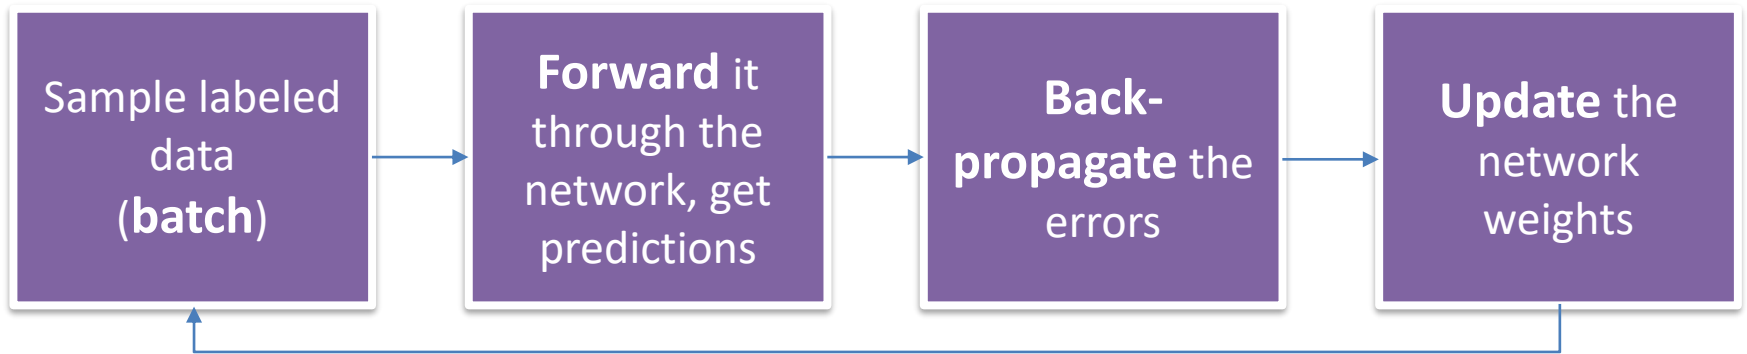 Sample labeled
data
(batch)
Forward it
through the
network, get
predictions
Back-
propagate the
errors
Update the
network
weights